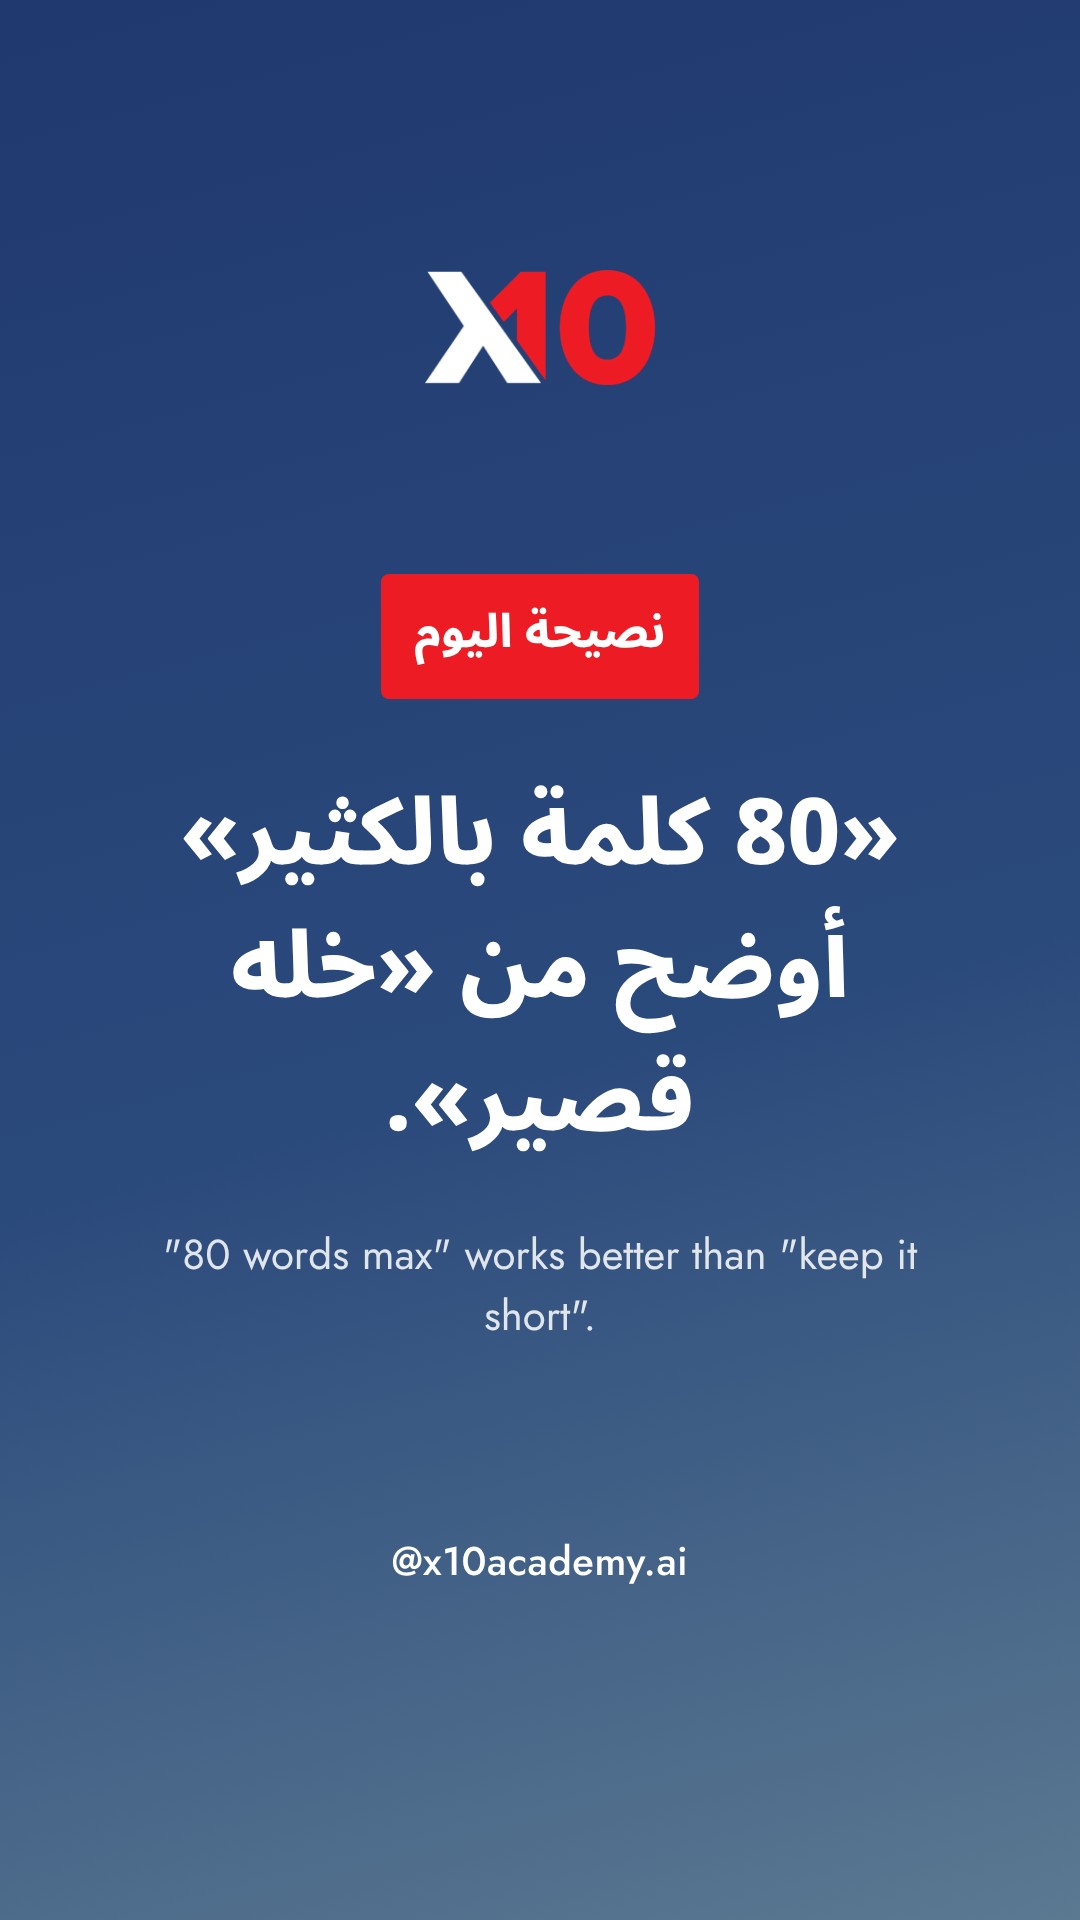 X10
نصيحة اليوم
«80 كلمة بالكثير»
أوضح من «خله
قصير».
"80 words max" works better than "keep it
short".
@x10academy.ai